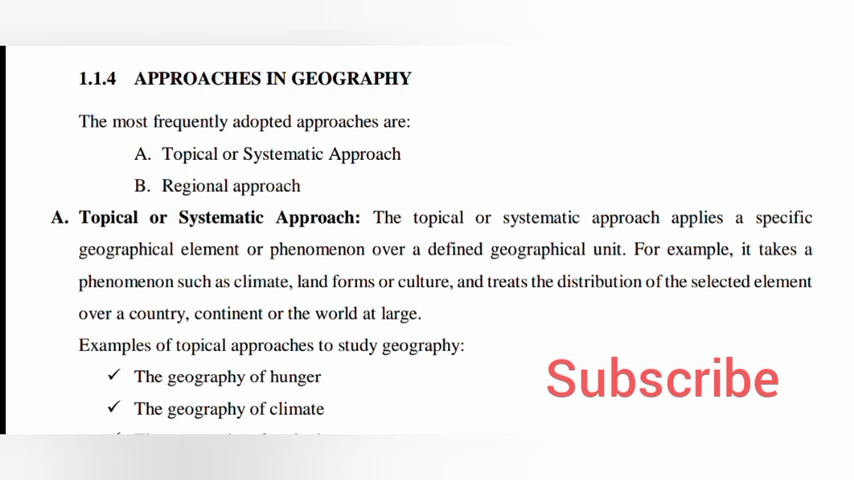 1.1.4 APPROACHES IN GEOGRAPHY
The most frequently adopted approaches are:
A. Topical or Systematic Approach
B. Regional approach
A. Topical or Systematic Approach: The topical or systematic approach applies a specific
geographical element or phenomenon over a defined geographical unit. For example, it takes a
phenomenon such as climate, land forms or culture, and treats the distribution of the selected element
over a country, continent or the world at large.
Examples of topical approaches to study geography:
✓ The geography of hunger
✓ The geography of climate
Subscribe